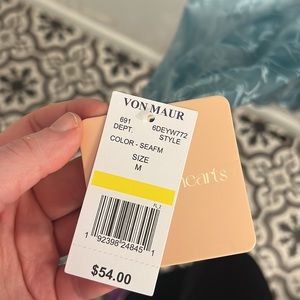 VON MAUR
691 6DEYW772
DEPT. STYLE
COLOR - SEAFM
SIZE
M
1 92398 24845 1
$54.00
hearts